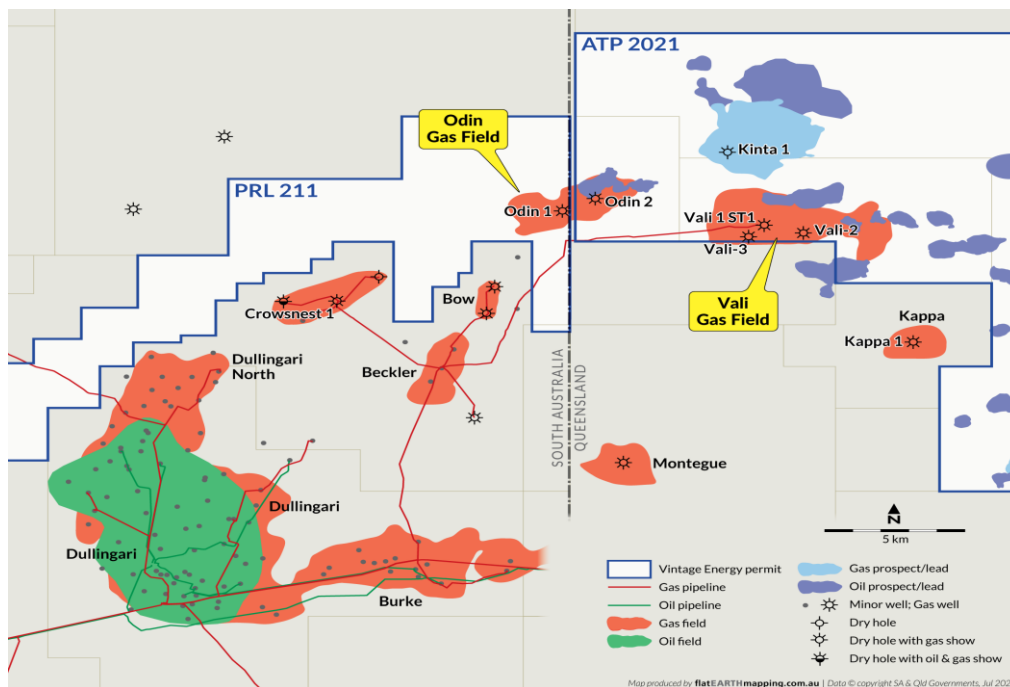 ATP 2021
Odin
Gas Field
Kinta 1
PRL 211
Odin 1
Odin 2
Vali 1 ST1
Vali-2
Vali-3
Crowsnest 1
Bow
Vali
Gas Field
Kappa
Kappa 1
Dullingari
North
Beckler
SOUTH AUSTRALIA
QUEENSLAND
Montegue
Dullingari
Dullingari
Burke
N
5 km
Vintage Energy permit
Gas pipeline
Oil pipeline
Gas field
Oil field
Gas prospect/lead
Oil prospect/lead
Minor well; Gas well
Dry hole
Dry hole with gas show
Dry hole with oil & gas show
Map produced by flatEARTHmapping.com.au | Data © copyright SA & Qld Governments, Jul 202